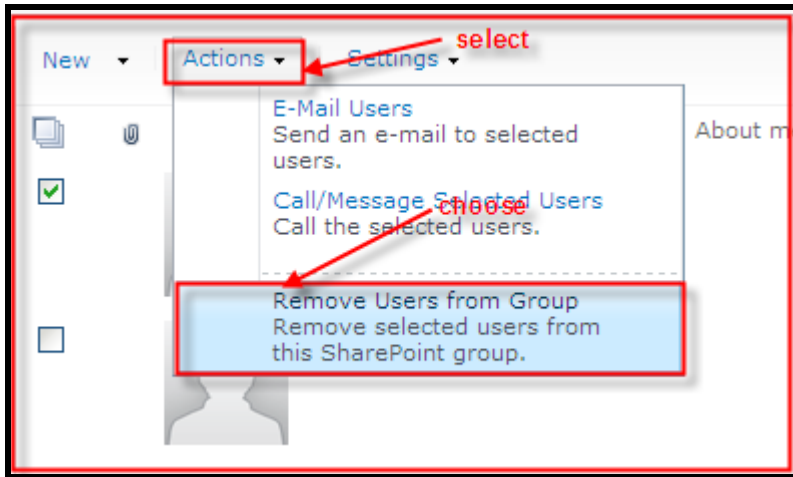 select
New Actions Settings
E-Mail Users
Send an e-mail to selected
users.
About m
Call/Message Selected Users
choose
Call the selected users.
Remove Users from Group
Remove selected users from
this SharePoint group.